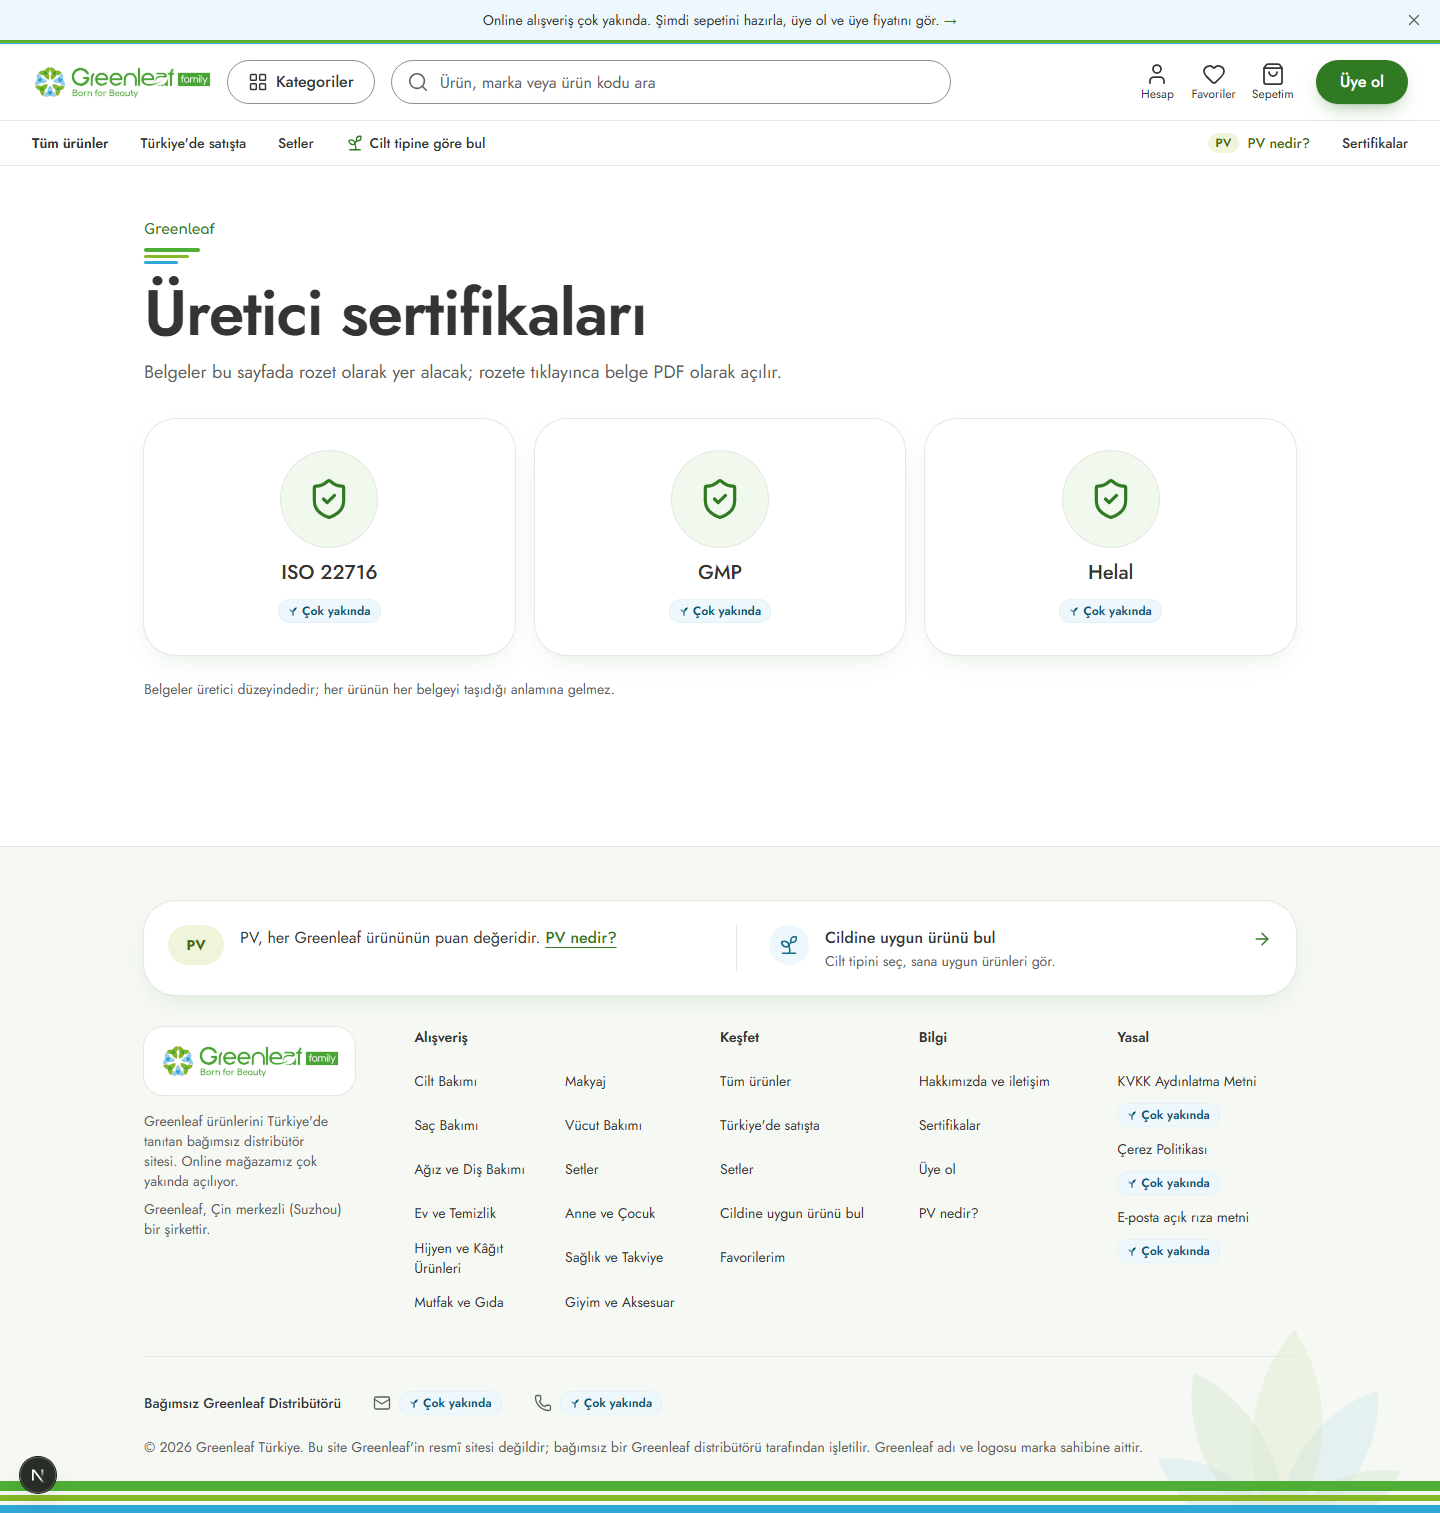 Online alışveriş çok yakında. Şimdi sepetini hazırla, üye ol ve üye fiyatını gör. →
Greenleaf family
Born for Beauty
Kategoriler
Ürün, marka veya ürün kodu ara
Hesap
Favoriler
Sepetim
Üye ol
Tüm ürünler
Türkiye'de satışta
Setler
Cilt tipine göre bul
PV
PV nedir?
Sertifikalar
Greenleaf
Üretici sertifikaları
Belgeler bu sayfada rozet olarak yer alacak; rozete tıklayınca belge PDF olarak açılır.
ISO 22716
Çok yakında
GMP
Çok yakında
Helal
Çok yakında
Belgeler üretici düzeyindedir; her ürünün her belgeyi taşıdığı anlamına gelmez.
PV
PV, her Greenleaf ürününün puan değeridir. PV nedir?
Cildine uygun ürünü bul
Cilt tipini seç, sana uygun ürünleri gör.
Greenleaf family
Born for Beauty
Greenleaf ürünlerini Türkiye'de
tanıtan bağımsız distribütör
sitesi. Online mağazamız çok
yakında açılıyor.
Greenleaf, Çin merkezli (Suzhou)
bir şirkettir.
Alışveriş
Cilt Bakımı
Makyaj
Saç Bakımı
Vücut Bakımı
Ağız ve Diş Bakımı
Setler
Ev ve Temizlik
Anne ve Çocuk
Hijyen ve Kâğıt
Ürünleri
Sağlık ve Takviye
Mutfak ve Gıda
Giyim ve Aksesuar
Keşfet
Tüm ürünler
Türkiye'de satışta
Setler
Cildine uygun ürünü bul
Favorilerim
Bilgi
Hakkımızda ve iletişim
Sertifikalar
Üye ol
PV nedir?
Yasal
KVKK Aydınlatma Metni
Çok yakında
Çerez Politikası
Çok yakında
E-posta açık rıza metni
Çok yakında
Bağımsız Greenleaf Distribütörü
Çok yakında
Çok yakında
© 2026 Greenleaf Türkiye. Bu site Greenleaf'in resmî sitesi değildir; bağımsız bir Greenleaf distribütörü tarafından işletilir. Greenleaf adı ve logosu marka sahibine aittir.
N